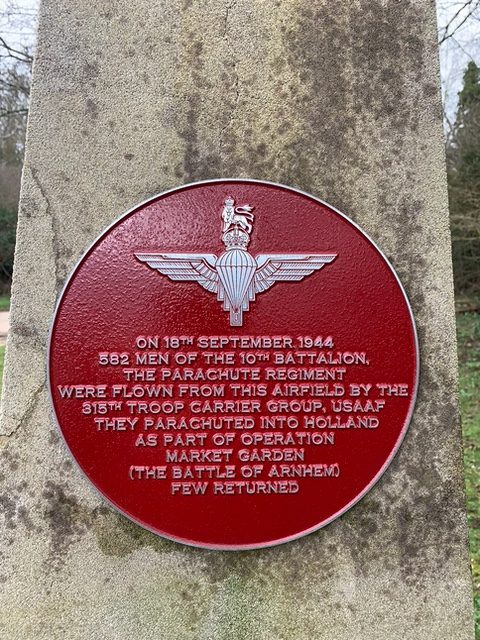 ON 18TH SEPTEMBER 1944
582 MEN OF THE 10TH BATTALION,
THE PARACHUTE REGIMENT
WERE FLOWN FROM THIS AIRFIELD BY THE
315TH TROOP CARRIER GROUP, USAAF
THEY PARACHUTED INTO HOLLAND
AS PART OF OPERATION
MARKET GARDEN
(THE BATTLE OF ARNHEM)
FEW RETURNED